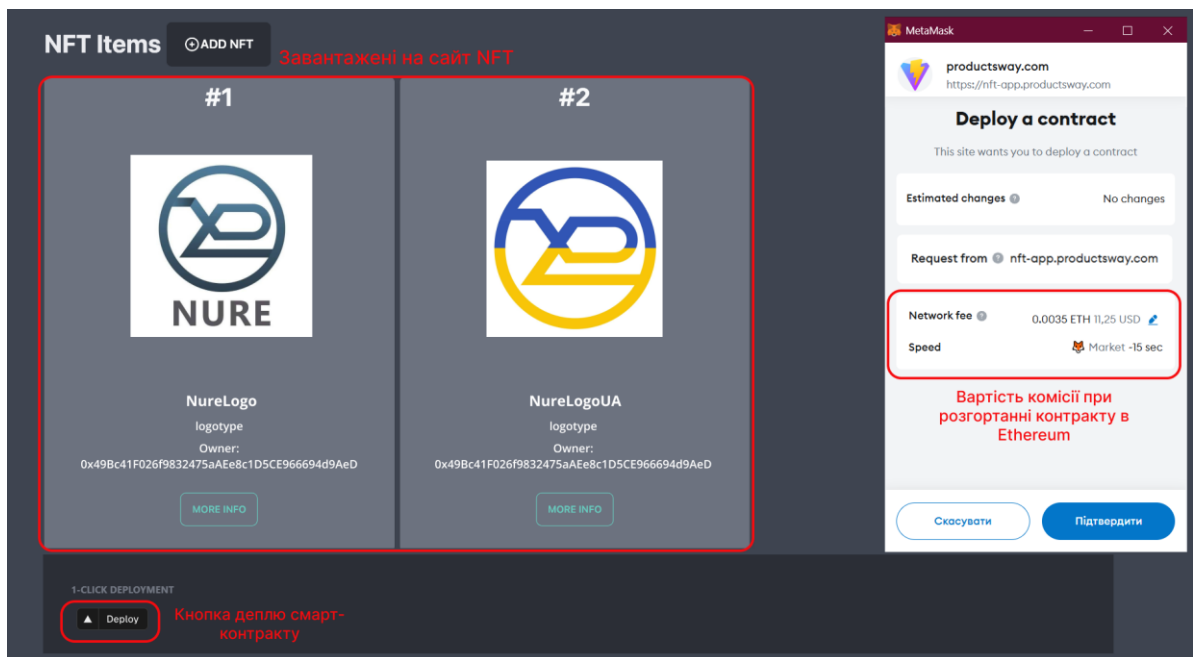 NFT Items
ADD NFT
Завантажені на сайт NFT
#1
NURE
NureLogo
logotype
Owner:
0x49Bc41F026f9832475aAEe8c1D5CE966694d9AeD
MORE INFO
#2
NureLogoUA
logotype
Owner:
0x49Bc41F026f9832475aAEe8c1D5CE966694d9AeD
MORE INFO
1-CLICK DEPLOYMENT
Deploy
Кнопка деплю смарт-
контракту
MetaMask
productsway.com
https://nft-app.productsway.com
Deploy a contract
This site wants you to deploy a contract
Estimated changes No changes
Request from nft-app.productsway.com
Network fee 0.0035 ETH 11,25 USD
Speed Market ~15 sec
Вартість комісії при
розгортанні контракту в
Ethereum
Скасувати Підтвердити